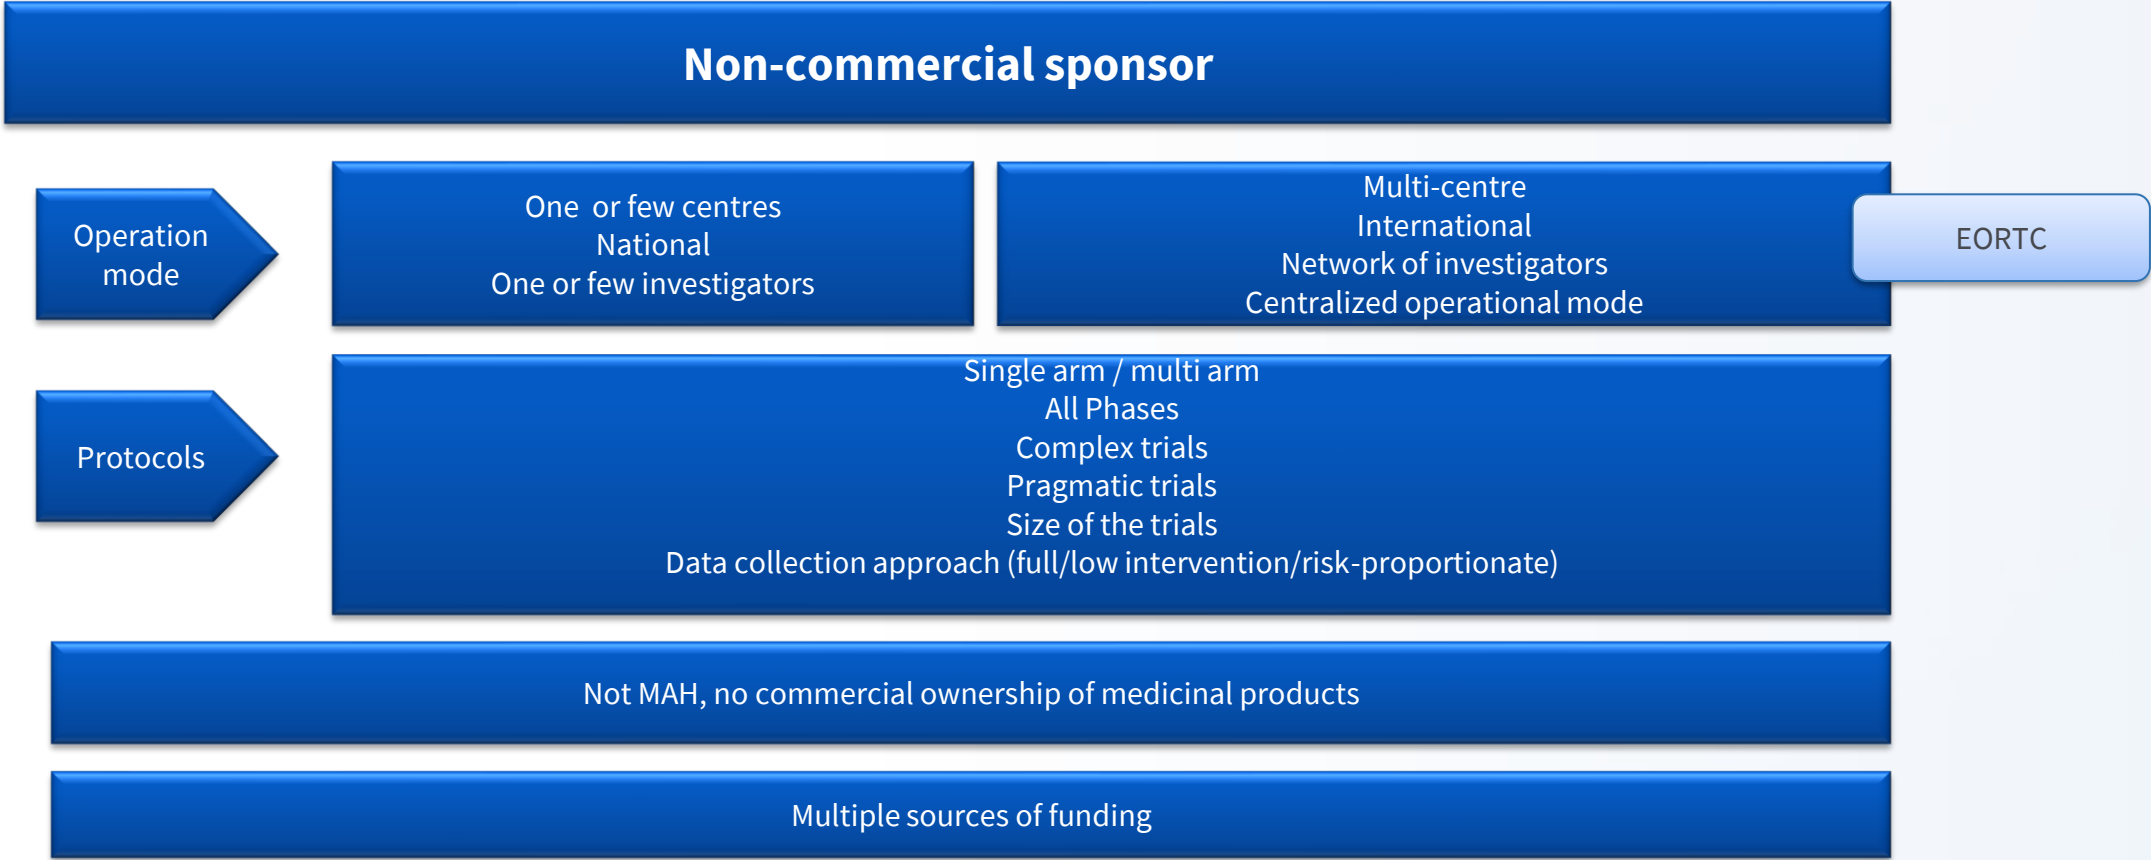 Non-commercial sponsor
Operation
mode
One  or few centres
National
One or few investigators
Multi-centre
International
Network of investigators
Centralized operational mode
EORTC
Protocols
Single arm / multi arm
All Phases
Complex trials
Pragmatic trials
Size of the trials
Data collection approach (full/low intervention/risk-proportionate)
Not MAH, no commercial ownership of medicinal products
Multiple sources of funding